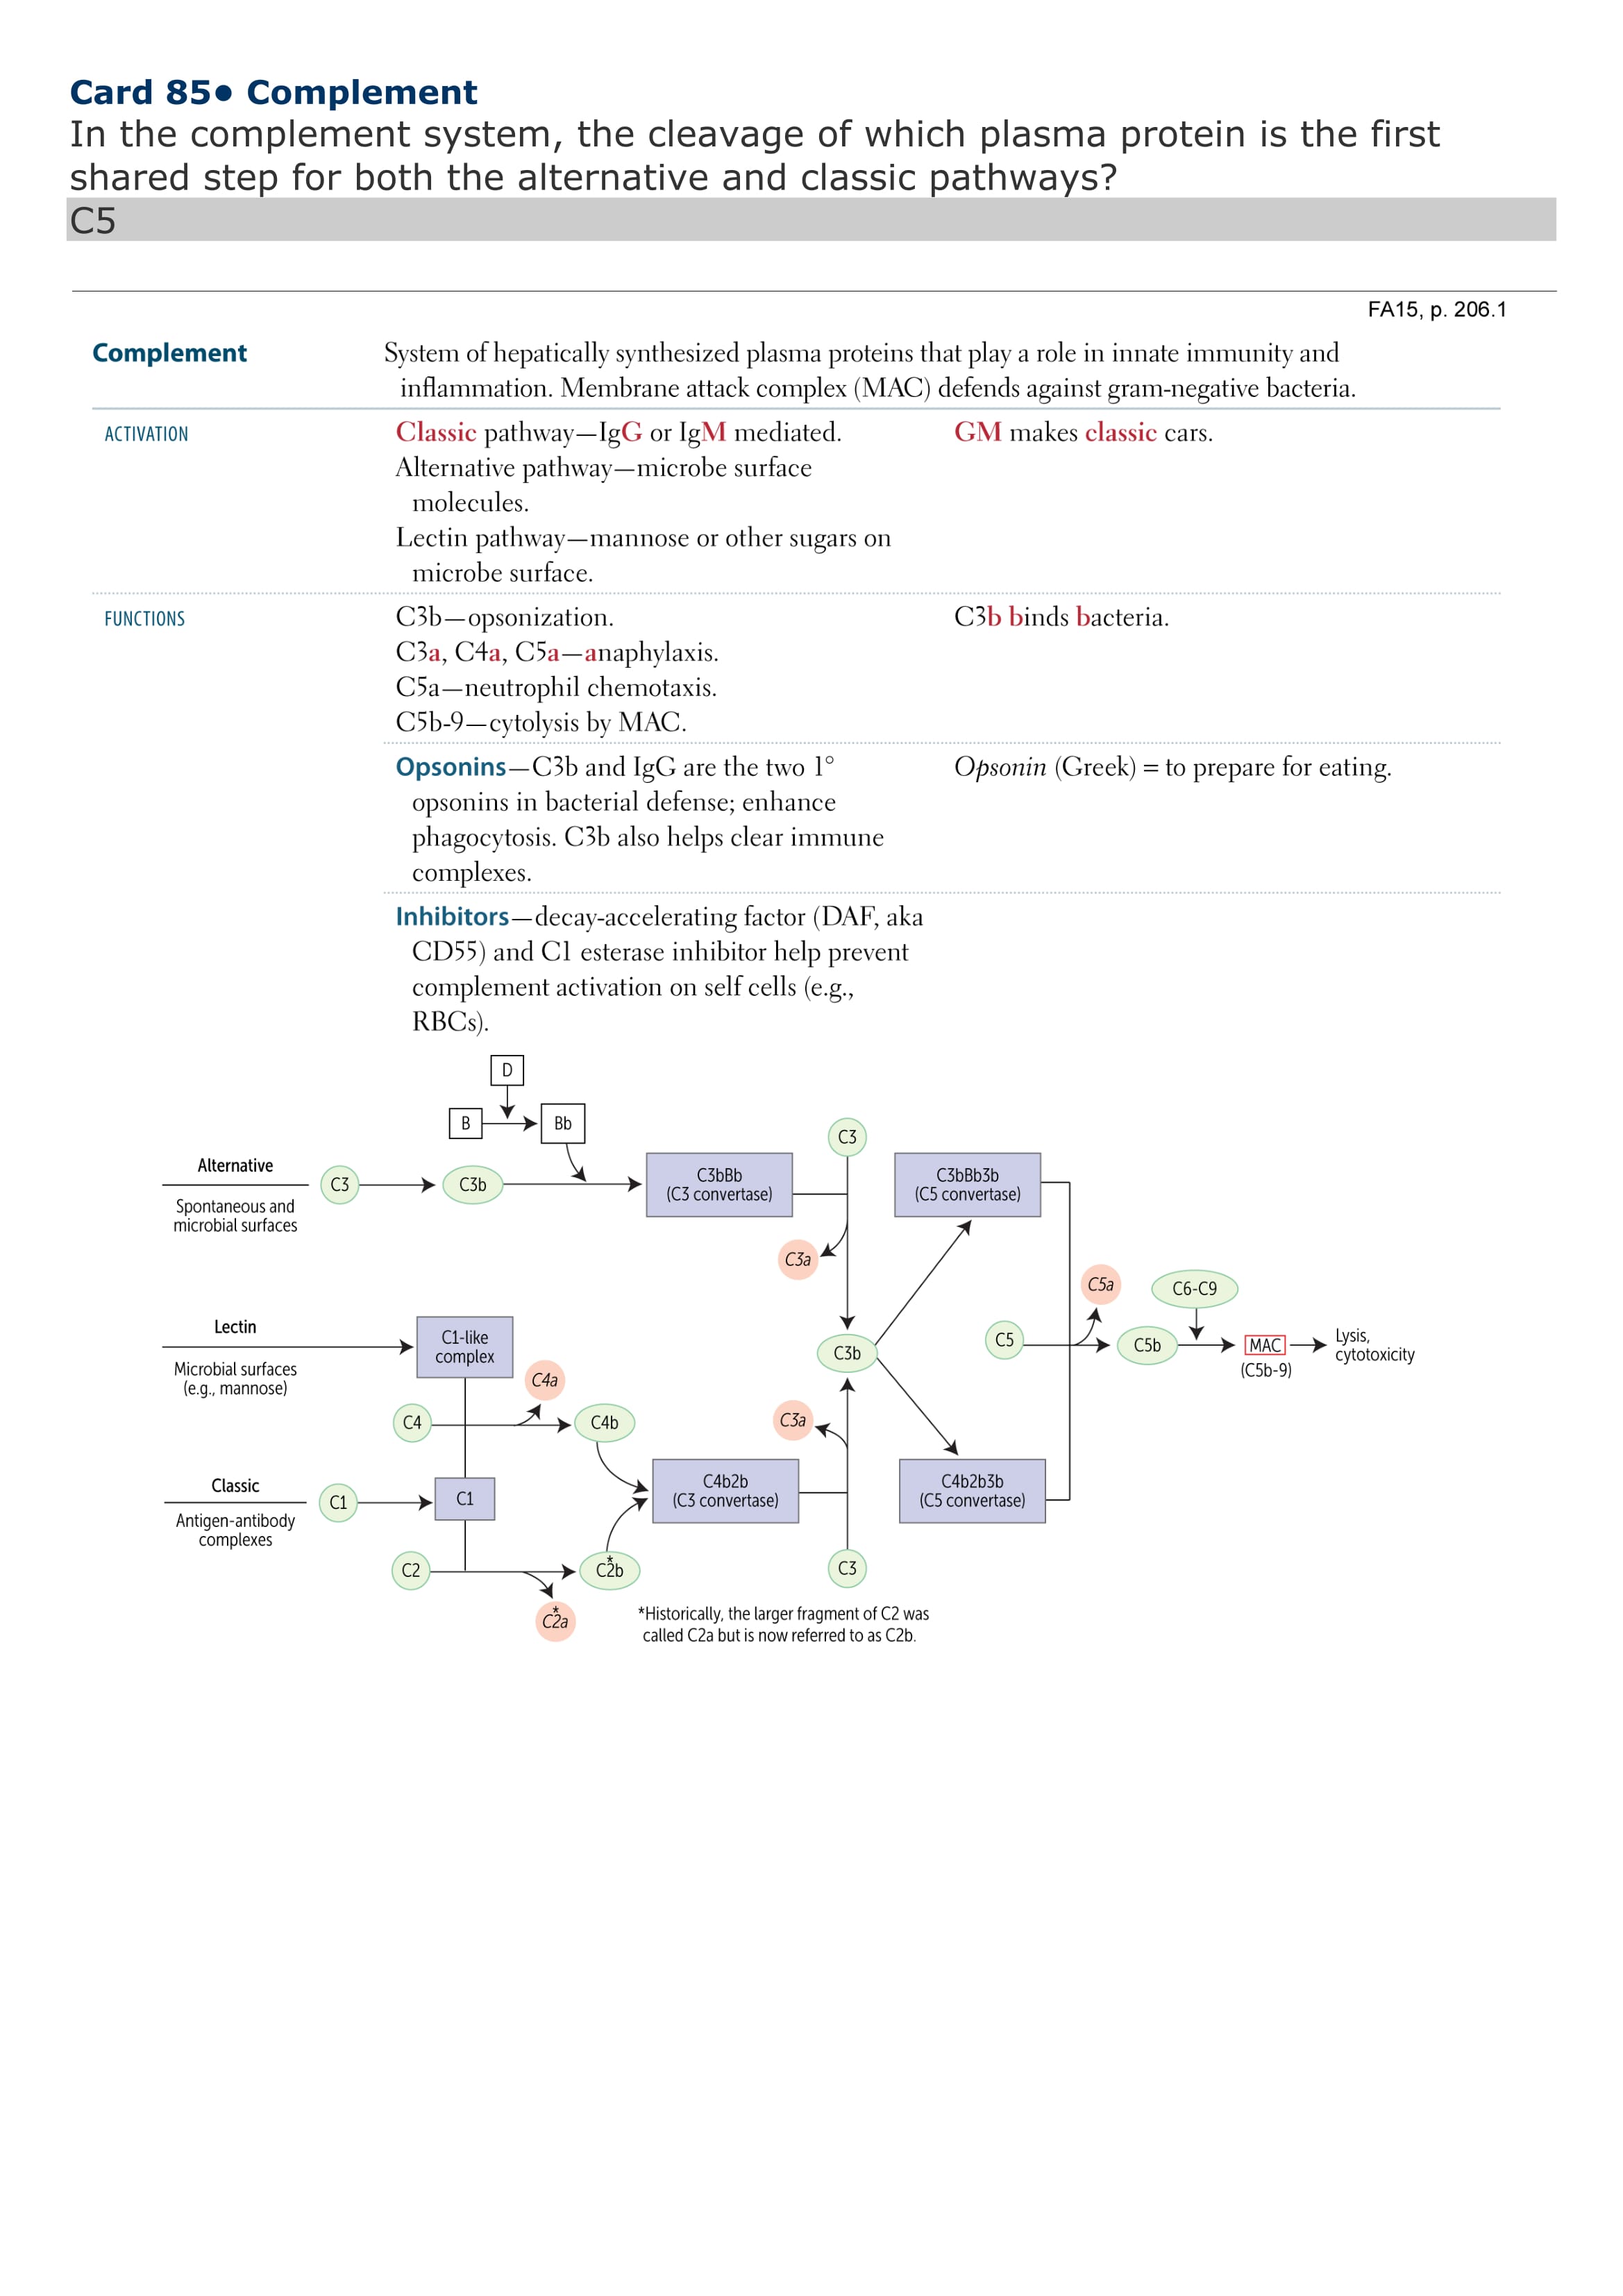 Card 85● Complement
In the complement system, the cleavage of which plasma protein is the first
shared step for both the alternative and classic pathways?
C5
FA15, p. 206.1
Complement
System of hepatically synthesized plasma proteins that play a role in innate immunity and
inflammation. Membrane attack complex (MAC) defends against gram-negative bacteria.
ACTIVATION
Classic pathway—IgG or IgM mediated.
GM makes classic cars.
Alternative pathway—microbe surface
molecules.
Lectin pathway—mannose or other sugars on
microbe surface.
FUNCTIONS
C3b—opsonization.
C3b binds bacteria.
C3a, C4a, C5a—anaphylaxis.
C5a—neutrophil chemotaxis.
C5b-9—cytolysis by MAC.
Opsonins—C3b and IgG are the two 1°
Opsonin (Greek) = to prepare for eating.
opsonins in bacterial defense; enhance
phagocytosis. C3b also helps clear immune
complexes.
Inhibitors—decay-accelerating factor (DAF, aka
CD55) and C1 esterase inhibitor help prevent
complement activation on self cells (e.g.,
RBCs).
D
B
Bb
C3
Alternative
Spontaneous and
microbial surfaces
C3
C3b
C3bBb
(C3 convertase)
C3bBb3b
(C5 convertase)
C3a
C5a
C6-C9
Lectin
Microbial surfaces
(e.g., mannose)
C1-like
complex
C3b
C5
C5b
MAC
(C5b-9)
Lysis,
cytotoxicity
C4a
C4
C4b
C3a
Classic
Antigen-antibody
complexes
C1
C1
C4b2b
(C3 convertase)
C4b2b3b
(C5 convertase)
C2
C2b
*
C3
C2a
*
*Historically, the larger fragment of C2 was
called C2a but is now referred to as C2b.